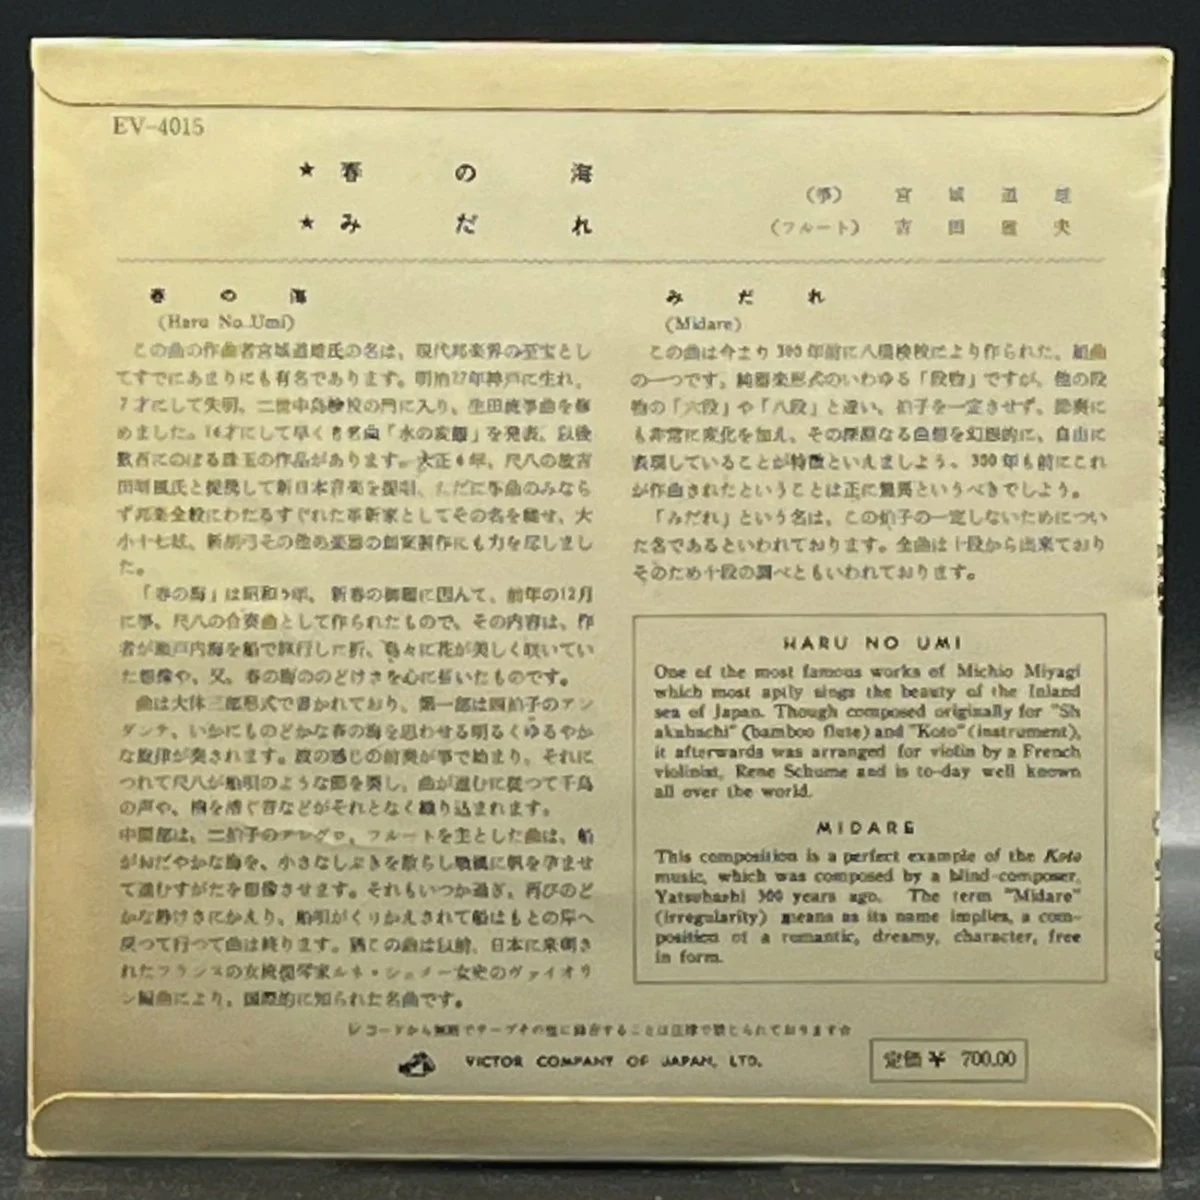 EV-4015
★ 春の海
★ みだれ
(箏) 宮城道雄
(フルート) 吉田雅夫
春の海
(Haru No Umi)
この曲の作曲者宮城道雄氏の名は、現代邦楽界の至宝とし
てすでにあまりにも有名であります。明治27年神戸に生れ、
7才にして失明、二世中島検校の門に入り、生田流箏曲を修
めました。14才にして早くも名曲「水の変態」を発表、以後
数百にのぼる珠玉の作品があります。大正6年、尺八の故吉
田晴風氏と提携して新日本音楽を提唱、ただに箏曲のみなら
ず邦楽全般にわたるすぐれた革新家としてその名を馳せ、大
小十七絃、新胡弓その他の楽器の創案製作にも力を尽しまし
た。
「春の海」は昭和5年、新春の御題に因んで、前年の12月
に箏、尺八の合奏曲として作られたもので、その内容は、作
者が瀬戸内海を船で旅行した折、島々に花が美しく咲いてい
た想像や、又、春の海ののどけさを心に描いたものです。
曲は大体三部形式で書かれており、第一部は四拍子のアン
ダンテ、いかにものどかな春の海を思わせる明るくゆるやか
な旋律が奏されます。波の感じの前奏が箏で始まり、それに
つれて尺八が船唄のような節を奏し、曲が進むに従つて千鳥
の声や、櫓を漕ぐ音などがそれとなく織り込まれます。
中間部は、二拍子のアレグロ、フルートを主とした曲は、船
がおだやかな海を、小さなしぶきを散らし順風に帆を孕ませ
て進むすがたを想像させます。それもいつか過ぎ、再びのど
かな静けさにかえり、船唄がくりかえされて船はもとの岸へ
戻つて行つて曲は終ります。猶この曲は以前、日本に来朝さ
れたフランスの女流提琴家ルネ・シュメー女史のヴァイオリ
ン編曲により、国際的に知られた名曲です。
みだれ
(Midare)
この曲は今より300年前に八橋検校により作られた、組曲
の一つです。純器楽形式のいわゆる「段物」ですが、他の段
物の「六段」や「八段」と違い、拍子を一定させず、節奏に
も非常に変化を加え、その深遠なる曲想を幻想的に、自由に
表現していることが特徴といえましよう。300年も前にこれ
が作曲されたということは正に驚異というべきでしよう。
「みだれ」という名は、この拍子の一定しないためについ
た名であるといわれております。全曲は十段から出来ており
そのため十段の調べともいわれております。
HARU NO UMI
One of the most famous works of Michio Miyagi
which most aptly sings the beauty of the Inland
sea of Japan. Though composed originally for "Sh
akuhachi" (bamboo flute) and "Koto" (instrument),
it afterwards was arranged for violin by a French
violinist, Rene Schume and is to-day well known
all over the world.
MIDARE
This composition is a perfect example of the Koto
music, which was composed by a blind-composer,
Yatsuhashi 300 years ago. The term "Midare"
(irregularity) means as its name implies, a com-
position of a romantic, dreamy, character, free
in form.
レコードから無断でテープその他に録音することは法律で禁じられております☆
VICTOR COMPANY OF JAPAN, LTD.
定価￥ 700.00